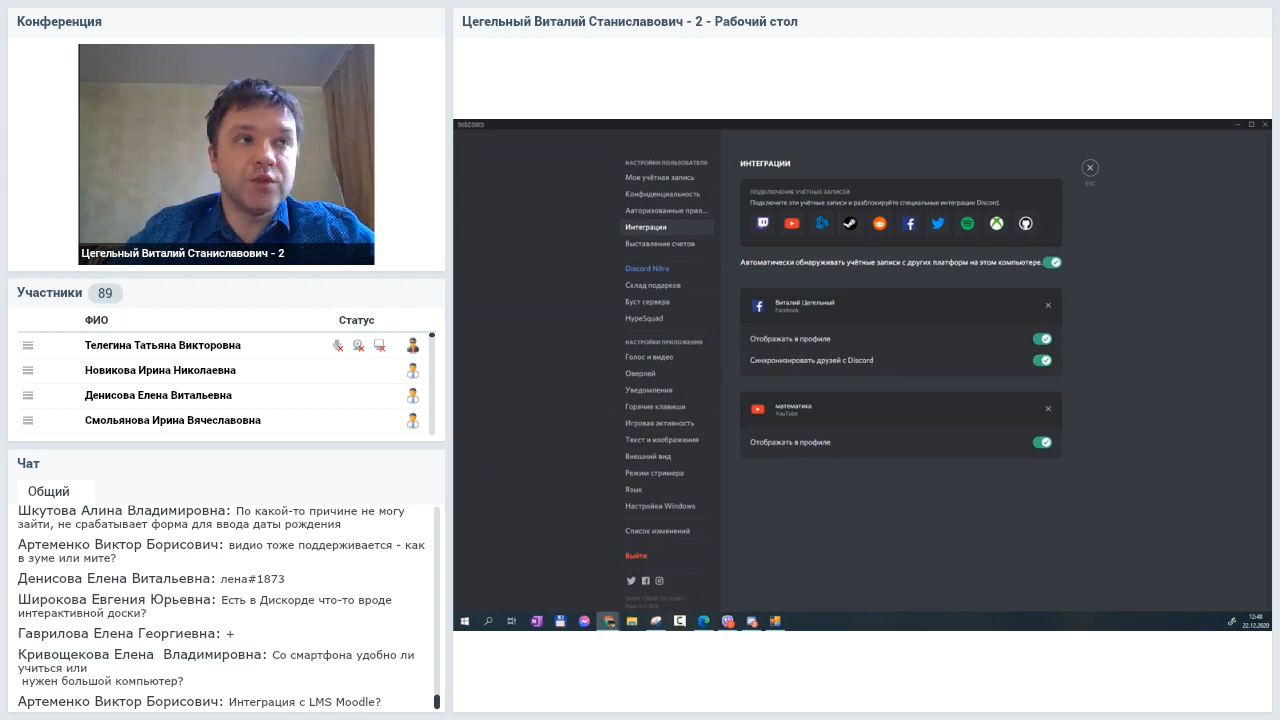 Конференция
Цегельный Виталий Станиславович - 2
Участники 89
ФИО Статус
Телегина Татьяна Викторовна
Новикова Ирина Николаевна
Денисова Елена Витальевна
Смольянова Ирина Вячеславовна
Чат
Общий
Шкутова Алина Владимировна: По какой-то причине не могу
зайти, не срабатывает форма для ввода даты рождения
Артеменко Виктор Борисович: видио тоже поддерживается - как
в зуме или мите?
Денисова Елена Витальевна: лена#1873
Широкова Евгения Юрьевна: Есть в Дискорде что-то вроде
интерактивной доски?
Гаврилова Елена Георгиевна: +
Кривощекова Елена Владимировна: Со смартфона удобно ли
учиться или
нужен большой компьютер?
Артеменко Виктор Борисович: Интеграция с LMS Moodle?
Цегельный Виталий Станиславович - 2 - Рабочий стол
DISCORD
НАСТРОЙКИ ПОЛЬЗОВАТЕЛЯ
Моя учётная запись
Конфиденциальность
Авторизованные прил...
Интеграции
Выставление счетов
Discord Nitro
Склад подарков
Буст сервера
HypeSquad
НАСТРОЙКИ ПРИЛОЖЕНИЯ
Голос и видео
Оверлей
Уведомления
Горячие клавиши
Игровая активность
Текст и изображения
Внешний вид
Режим стримера
Язык
Настройки Windows
Список изменений
Выйти
ИНТЕГРАЦИИ
ESC
ПОДКЛЮЧЕНИЕ УЧЁТНЫХ ЗАПИСЕЙ
Подключите эти учётные записи и разблокируйте специальные интеграции Discord.
Автоматически обнаруживать учётные записи с других платформ на этом компьютере.
Виталий Цегельный
Facebook
Отображать в профиле
Синхронизировать друзей с Discord
математика
YouTube
Отображать в профиле
12:48
22.12.2020